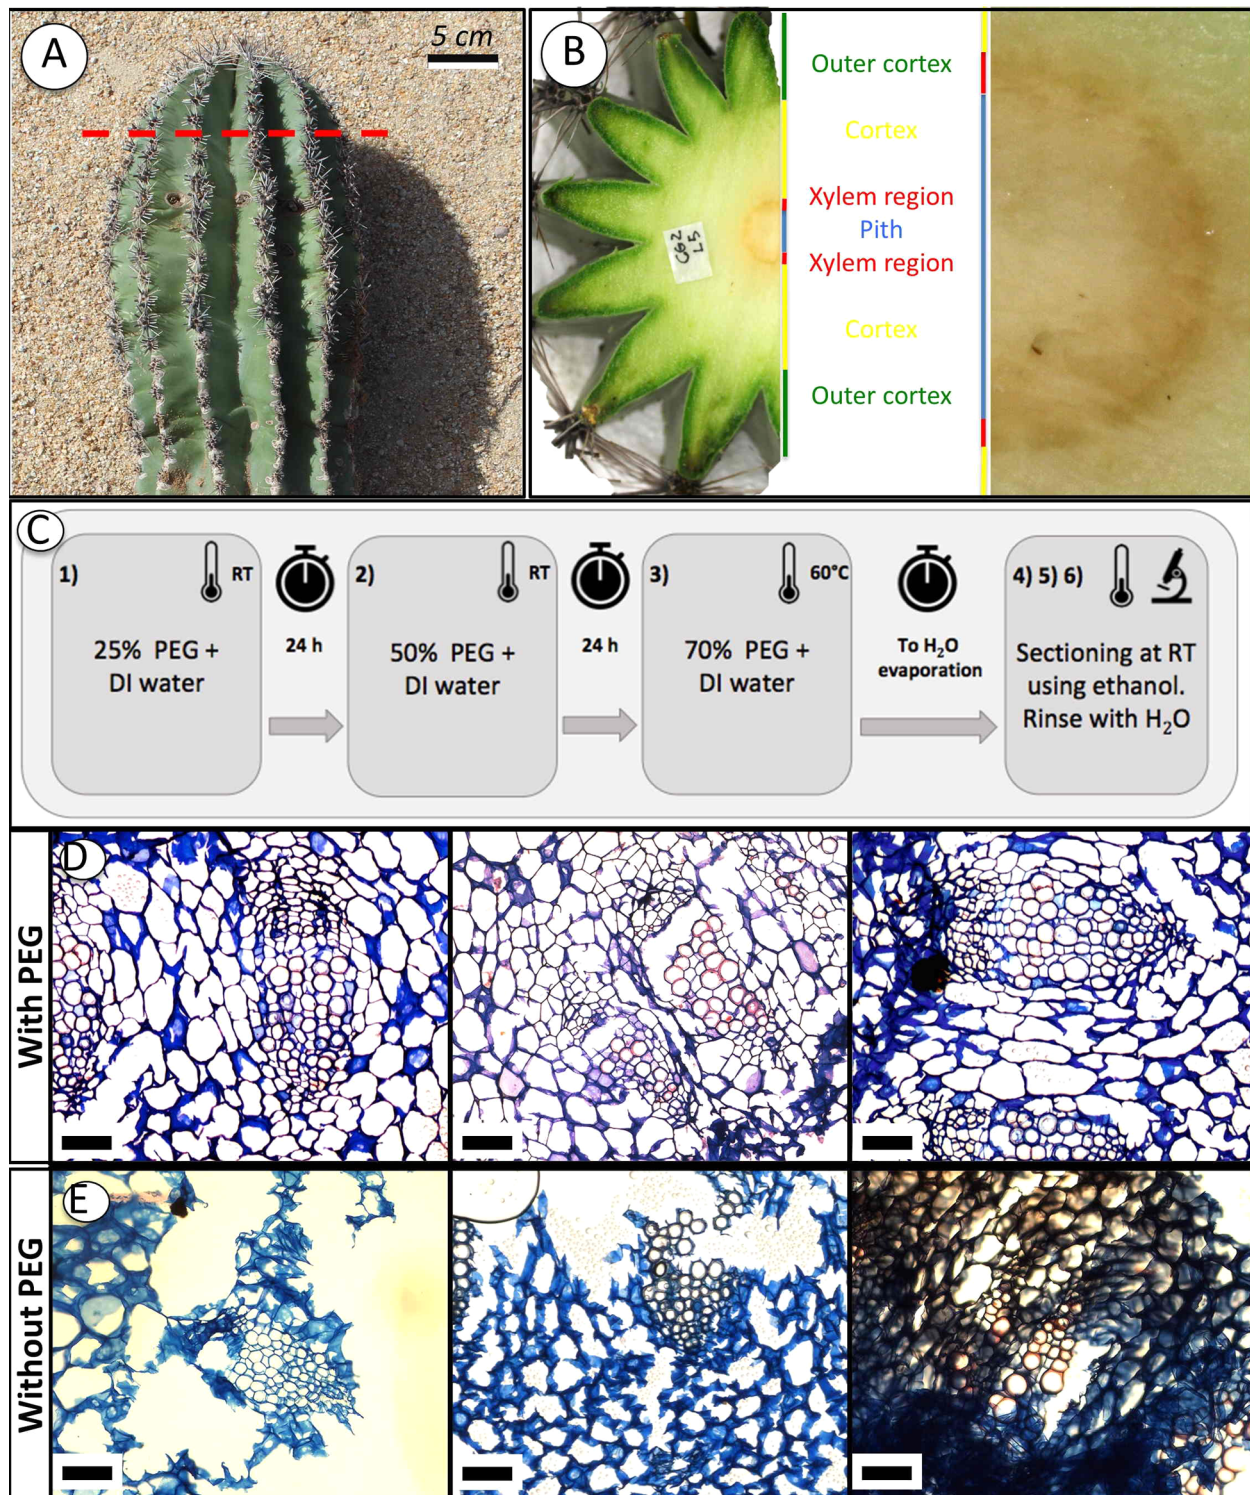 A
5 cm
B
Outer cortex
Cortex
Xylem region
Pith
Xylem region
Cortex
Outer cortex
C62
L5
C
1)
RT
25% PEG +
DI water
24 h
2)
RT
50% PEG +
DI water
24 h
3)
60°C
70% PEG +
DI water
To H₂O
evaporation
4) 5) 6)
Sectioning at RT
using ethanol.
Rinse with H₂O
D
With PEG
E
Without PEG